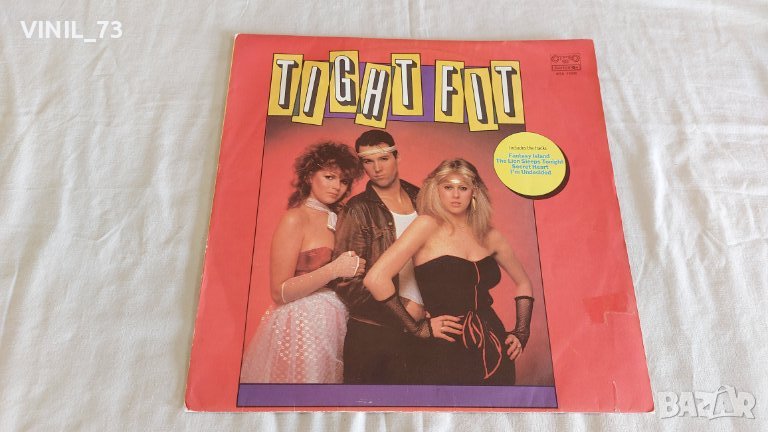 VINIL_73
TIGHT FIT
Includes the tracks
Fantasy Island
The Lion Sleeps Tonight
Secret Heart
I'm Undecided
BAZAR